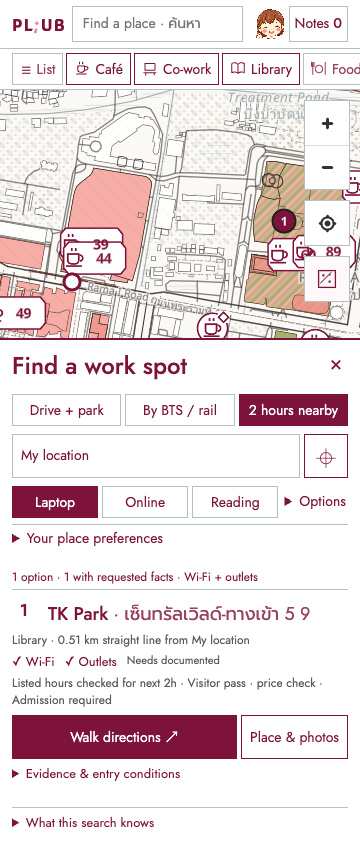 PL;UB
Find a place · ค้นหา
Notes 0
≡ List
Café
Co-work
Library
Food
Treatment Pond
39
44
49
1
89
Find a work spot
×
Drive + park
By BTS / rail
2 hours nearby
My location
Laptop
Online
Reading
▶ Options
▶ Your place preferences
1 option · 1 with requested facts · Wi-Fi + outlets
1
TK Park · เซ็นทรัลเวิลด์-ทางเข้า 5 9
Library · 0.51 km straight line from My location
✓ Wi-Fi ✓ Outlets Needs documented
Listed hours checked for next 2h · Visitor pass · price check ·
Admission required
Walk directions ↗
Place & photos
▶ Evidence & entry conditions
▶ What this search knows